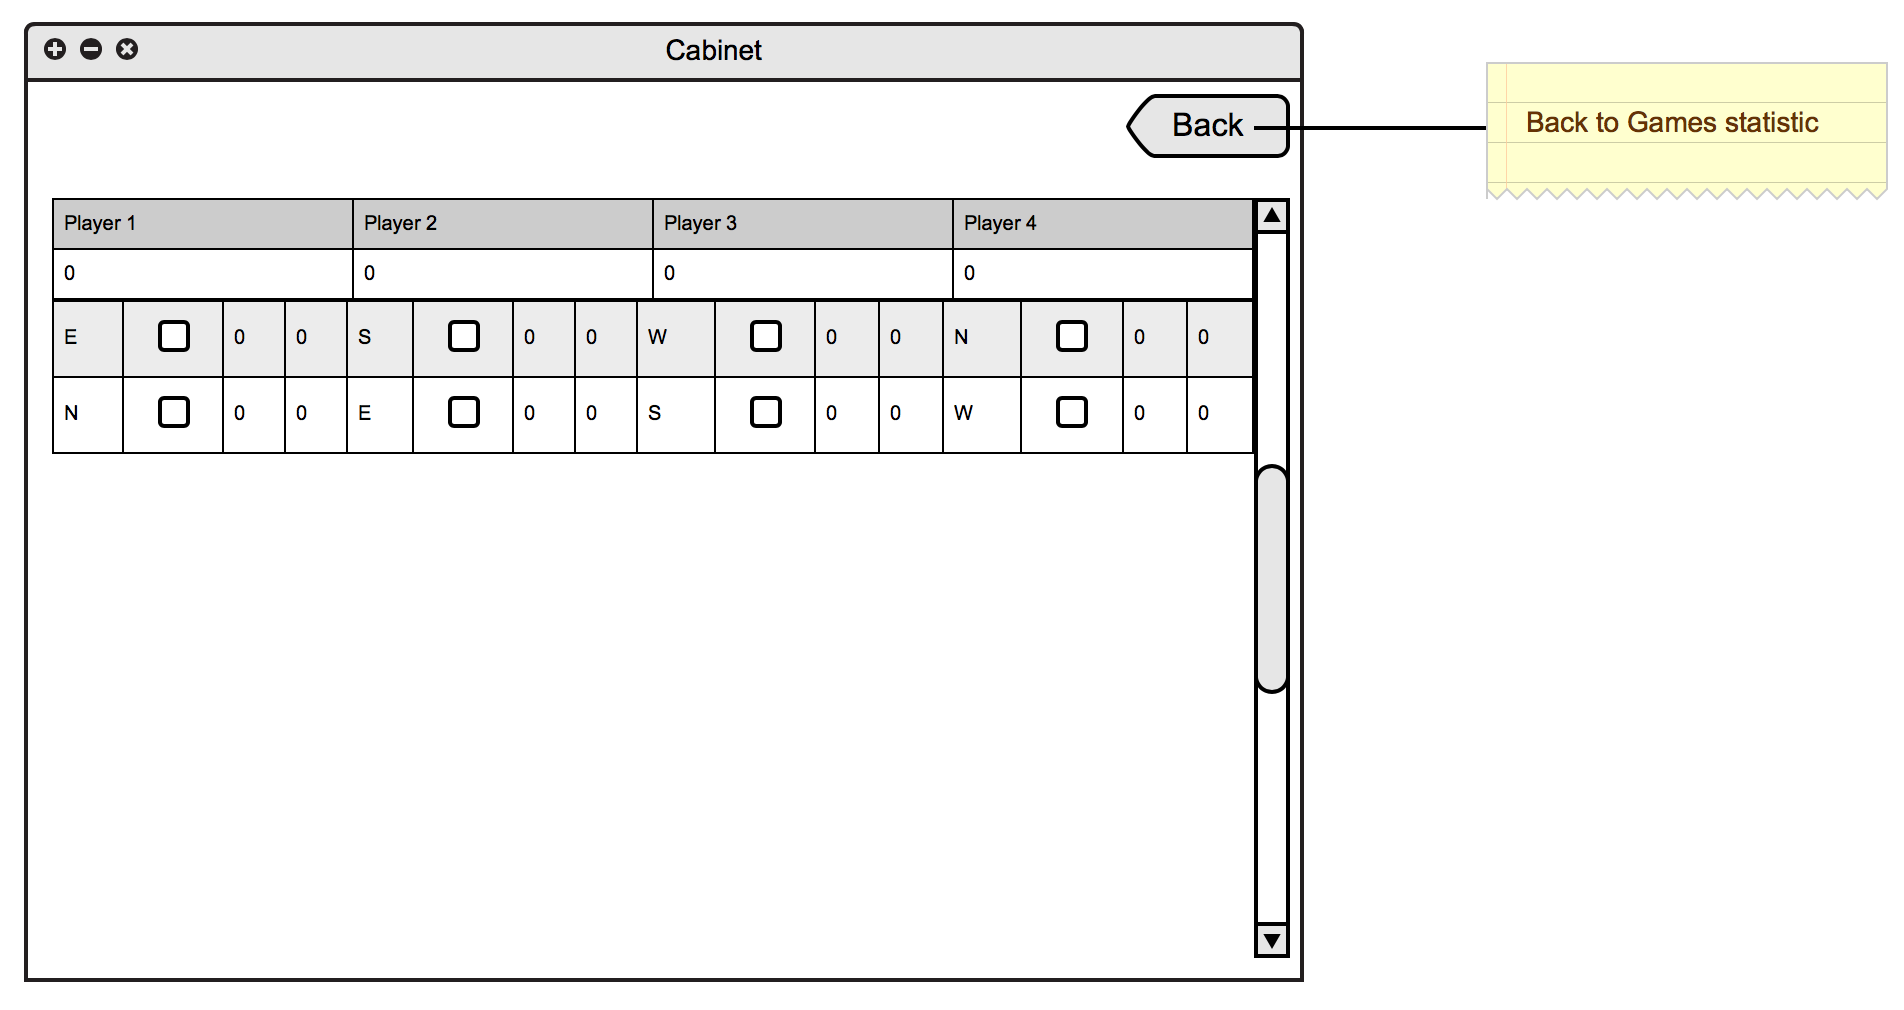 Cabinet
Back
Back to Games statistic
Player 1 Player 2 Player 3 Player 4
0 0 0 0
E 0 0 S 0 0 W 0 0 N 0 0
N 0 0 E 0 0 S 0 0 W 0 0